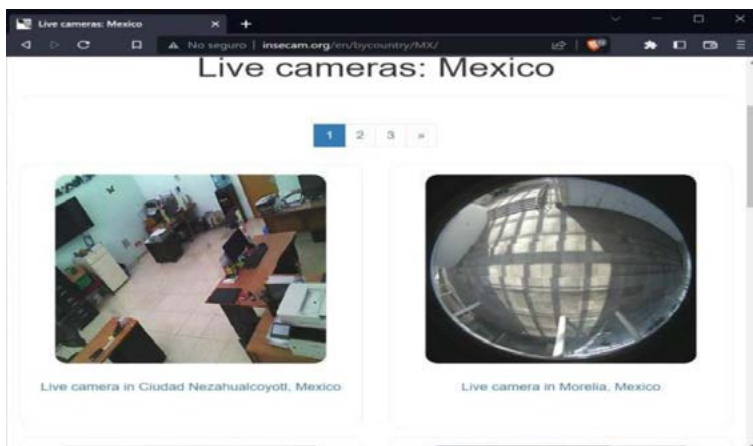 Live cameras: Mexico
No seguro | insecam.org/en/bycountry/MX/
Live cameras: Mexico
1 2 3 »
Live camera in Ciudad Nezahualcoyotl, Mexico
Live camera in Morelia, Mexico